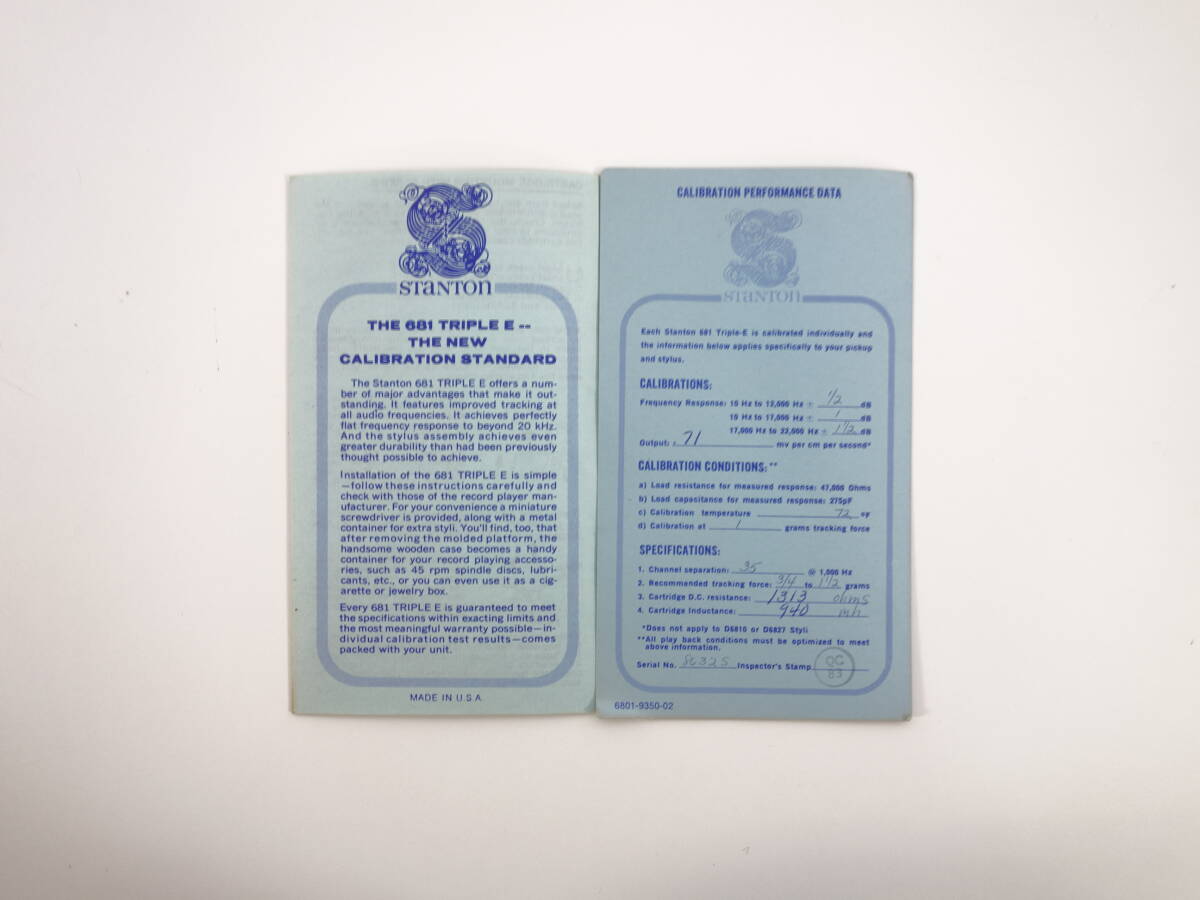 STANTON
THE 681 TRIPLE E --
THE NEW
CALIBRATION STANDARD
The Stanton 681 TRIPLE E offers a num-
ber of major advantages that make it out-
standing. It features improved tracking at
all audio frequencies. It achieves perfectly
flat frequency response to beyond 20 kHz.
And the stylus assembly achieves even
greater durability than had been previously
thought possible to achieve.
Installation of the 681 TRIPLE E is simple
—follow these instructions carefully and
check with those of the record player man-
ufacturer. For your convenience a miniature
screwdriver is provided, along with a metal
container for extra styli. You'll find, too, that
after removing the molded platform, the
handsome wooden case becomes a handy
container for your record playing accesso-
ries, such as 45 rpm spindle discs, lubri-
cants, etc., or you can even use it as a cig-
arette or jewelry box.
Every 681 TRIPLE E is guaranteed to meet
the specifications within exacting limits and
the most meaningful warranty possible—in-
dividual calibration test results—comes
packed with your unit.
MADE IN U.S.A.
CALIBRATION PERFORMANCE DATA
STANTON
Each Stanton 681 Triple-E is calibrated individually and
the information below applies specifically to your pickup
and stylus.
CALIBRATIONS:
Frequency Response: 10 Hz to 12,000 Hz ± 1/2 dB
10 Hz to 17,000 Hz ± 1 dB
17,000 Hz to 22,000 Hz ± 1 1/2 dB
Output: .71 mv per cm per second*
CALIBRATION CONDITIONS:**
a) Load resistance for measured response: 47,000 Ohms
b) Load capacitance for measured response: 275pF
c) Calibration temperature 72 °F
d) Calibration at 1 grams tracking force
SPECIFICATIONS:
1. Channel separation: 35 @ 1,000 Hz
2. Recommended tracking force: 3/4 to 1 1/2 grams
3. Cartridge D.C. resistance: 1313 ohms
4. Cartridge Inductance: 940 mh
*Does not apply to D6810 or D6827 Styli
**All play back conditions must be optimized to meet
above information.
Serial No. Inspector's Stamp QC
83
6801-9350-02